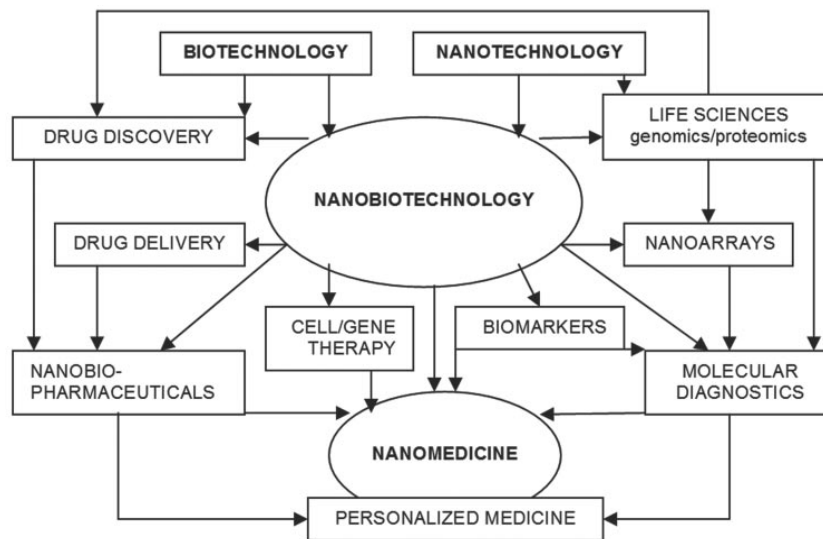 BIOTECHNOLOGY
NANOTECHNOLOGY
DRUG DISCOVERY
LIFE SCIENCES
genomics/proteomics
NANOBIOTECHNOLOGY
DRUG DELIVERY
NANOARRAYS
CELL/GENE
THERAPY
BIOMARKERS
NANOBIO-
PHARMACEUTICALS
MOLECULAR
DIAGNOSTICS
NANOMEDICINE
PERSONALIZED MEDICINE